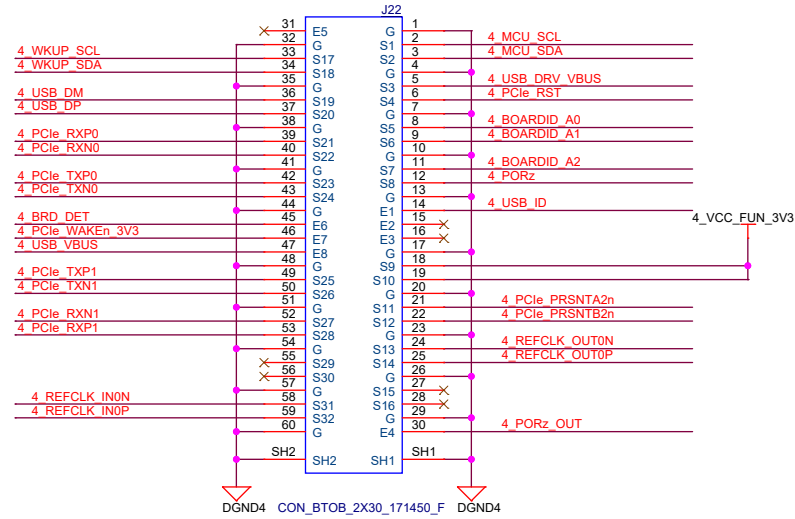 J22
31 E5 G 1
32 G S1 2 4_MCU_SCL
4_WKUP_SCL 33 S17 S2 3 4_MCU_SDA
4_WKUP_SDA 34 S18 G 4
35 G S3 5 4_USB_DRV_VBUS
4_USB_DM 36 S19 S4 6 4_PCIe_RST
4_USB_DP 37 S20 G 7
38 G S5 8 4_BOARDID_A0
4_PCIe_RXP0 39 S21 S6 9 4_BOARDID_A1
4_PCIe_RXN0 40 S22 G 10
41 G S7 11 4_BOARDID_A2
4_PCIe_TXP0 42 S23 S8 12 4_PORz
4_PCIe_TXN0 43 S24 G 13
44 G E1 14 4_USB_ID
4_BRD_DET 45 E6 E2 15 4_VCC_FUN_3V3
4_PCIe_WAKEn_3V3 46 E7 E3 16
4_USB_VBUS 47 E8 G 17
48 G S9 18
4_PCIe_TXP1 49 S25 S10 19
4_PCIe_TXN1 50 S26 G 20
51 G S11 21 4_PCIe_PRSNTA2n
4_PCIe_RXN1 52 S27 S12 22 4_PCIe_PRSNTB2n
4_PCIe_RXP1 53 S28 G 23
54 G S13 24 4_REFCLK_OUT0N
55 S29 S14 25 4_REFCLK_OUT0P
56 S30 G 26
57 G S15 27
4_REFCLK_IN0N 58 S31 S16 28
4_REFCLK_IN0P 59 S32 G 29
60 G E4 30 4_PORz_OUT
SH2 SH2 SH1 SH1
DGND4 CON_BTOB_2X30_171450_F DGND4